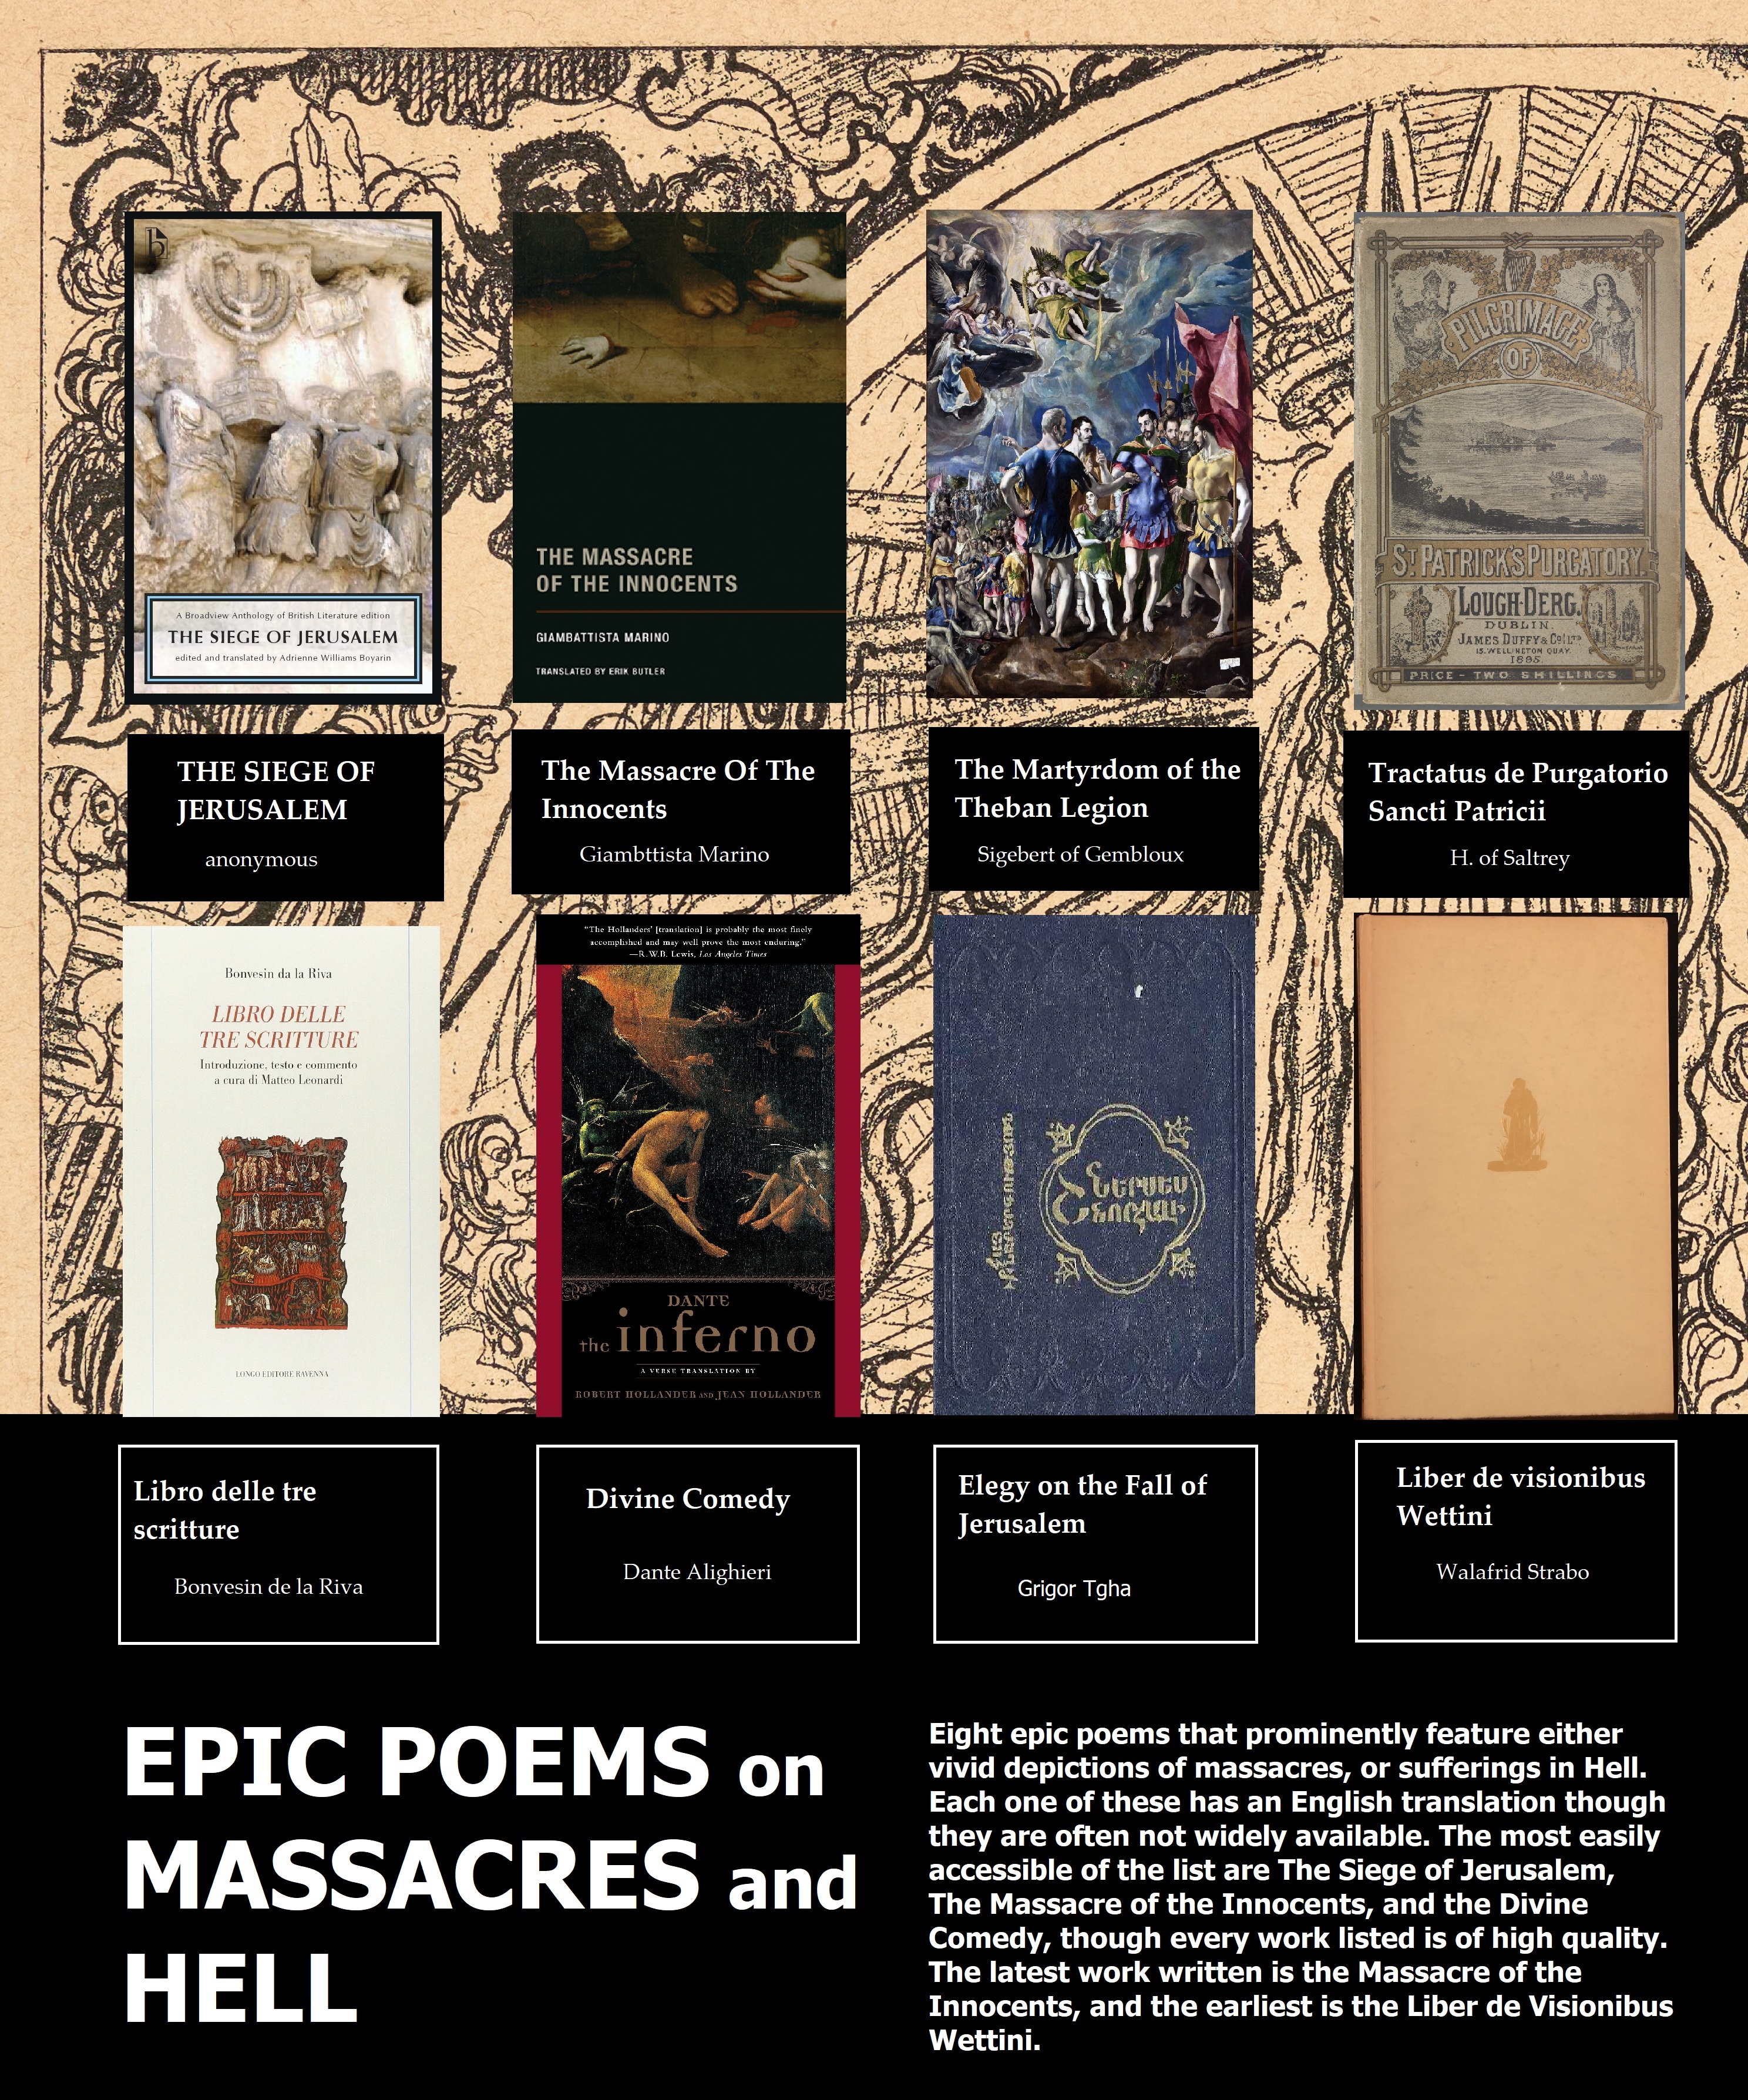 A Broadview Anthology of British Literature edition
THE SIEGE OF JERUSALEM
edited and translated by Adrienne Williams Boyarin
THE MASSACRE
OF THE INNOCENTS
GIAMBATTISTA MARINO
TRANSLATED BY ERIK BUTLER
PILGRIMAGE
OF
ST PATRICK'S PURGATORY.
LOUGH-DERG.
DUBLIN.
JAMES DUFFY & CO LTD
15. WELLINGTON QUAY.
1895
PRICE - TWO SHILLINGS
THE SIEGE OF
JERUSALEM
anonymous
The Massacre Of The
Innocents
Giambttista Marino
The Martyrdom of the
Theban Legion
Sigebert of Gembloux
Tractatus de Purgatorio
Sancti Patricii
H. of Saltrey
Bonvesin da la Riva
LIBRO DELLE
TRE SCRITTURE
Introduzione, testo e commento
a cura di Matteo Leonardi
LONGO EDITORE RAVENNA
"The Hollanders' [translation] is probably the most finely
accomplished and may well prove the most enduring."
—R.W.B. Lewis, Los Angeles Times
DANTE
the inferno
A VERSE TRANSLATION BY
ROBERT HOLLANDER AND JEAN HOLLANDER
ՆԵՐՍԵՍ
ՇՆՈՐՀԱԼԻ
Libro delle tre
scritture
Bonvesin de la Riva
Divine Comedy
Dante Alighieri
Elegy on the Fall of
Jerusalem
Grigor Tgha
Liber de visionibus
Wettini
Walafrid Strabo
EPIC POEMS on
MASSACRES and
HELL
Eight epic poems that prominently feature either
vivid depictions of massacres, or sufferings in Hell.
Each one of these has an English translation though
they are often not widely available. The most easily
accessible of the list are The Siege of Jerusalem,
The Massacre of the Innocents, and the Divine
Comedy, though every work listed is of high quality.
The latest work written is the Massacre of the
Innocents, and the earliest is the Liber de Visionibus
Wettini.